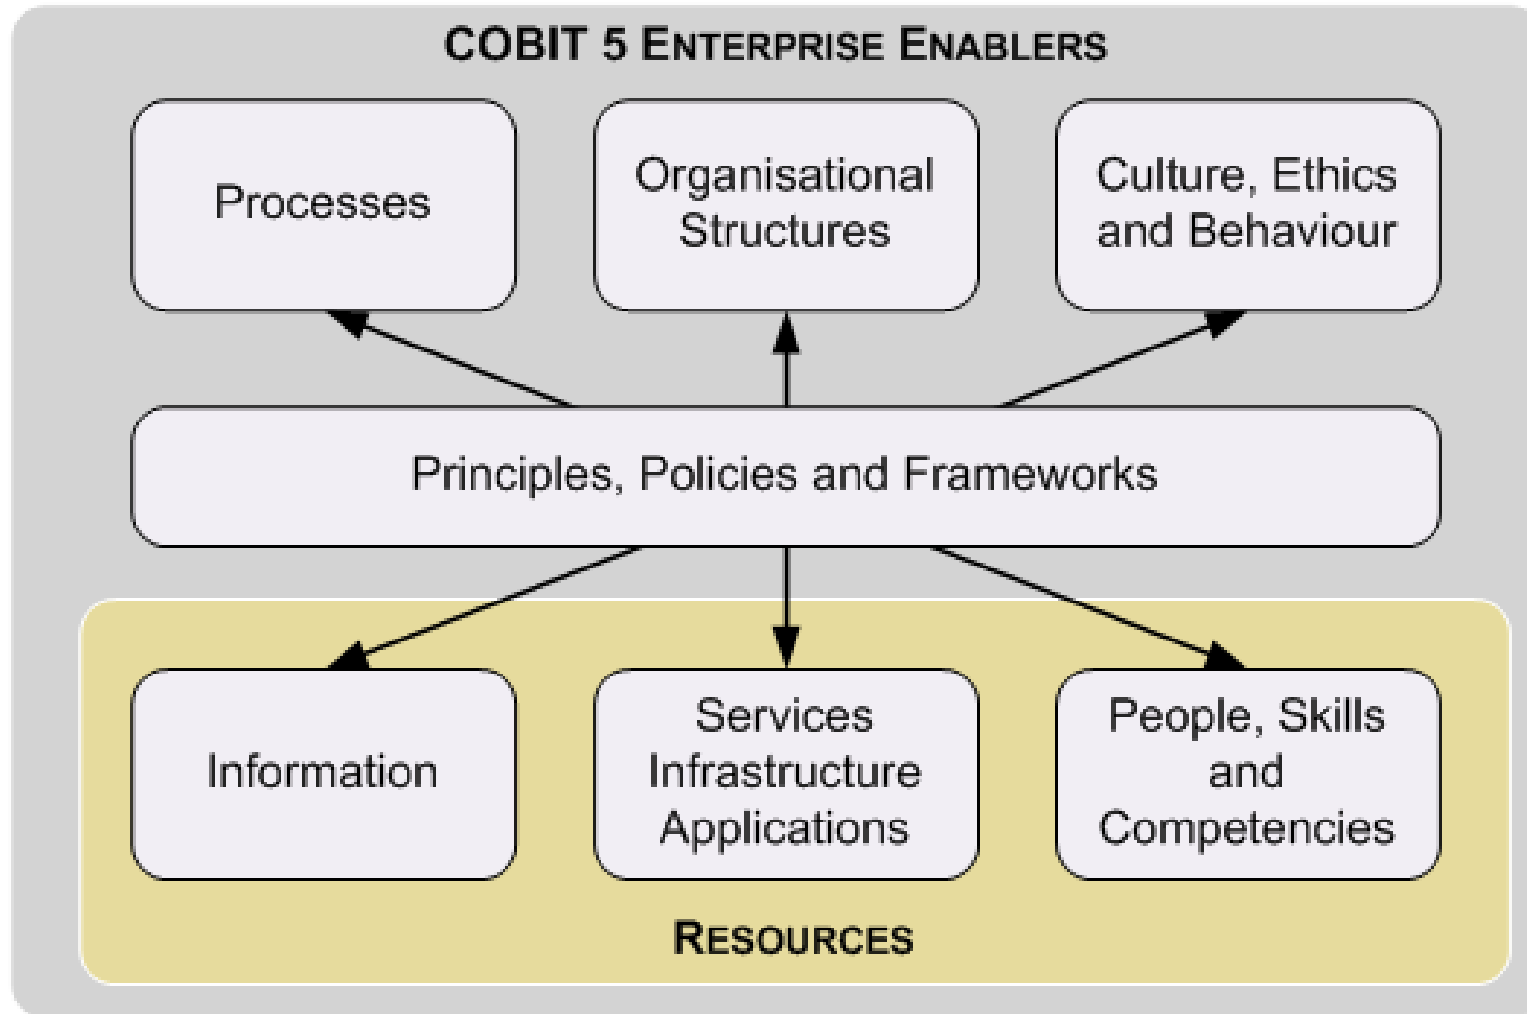 COBIT 5 ENTERPRISE ENABLERS
Processes
Organisational
Structures
Culture, Ethics
and Behaviour
Principles, Policies and Frameworks
Information
Services
Infrastructure
Applications
People, Skills
and
Competencies
RESOURCES